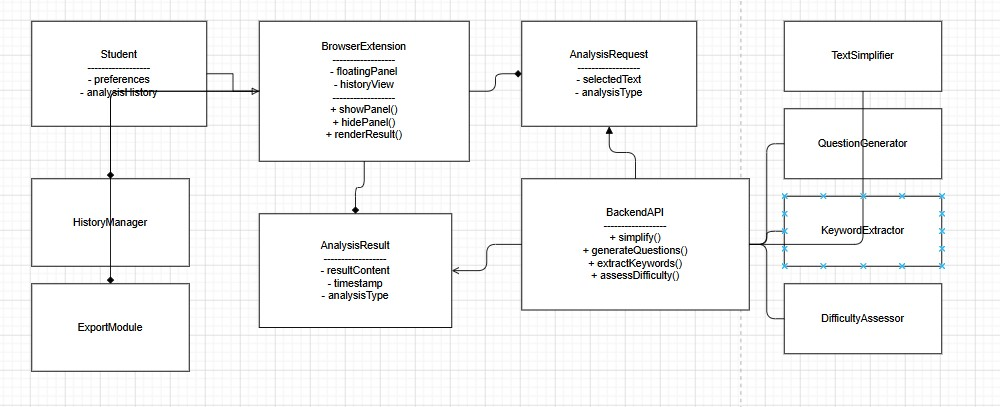 Student
------------------
- preferences
- analysisHistory
BrowserExtension
------------------
- floatingPanel
- historyView
------------------
+ showPanel()
+ hidePanel()
+ renderResult()
AnalysisRequest
------------------
- selectedText
- analysisType
TextSimplifier
QuestionGenerator
KeywordExtractor
DifficultyAssessor
HistoryManager
ExportModule
AnalysisResult
------------------
- resultContent
- timestamp
- analysisType
BackendAPI
------------------
+ simplify()
+ generateQuestions()
+ extractKeywords()
+ assessDifficulty()